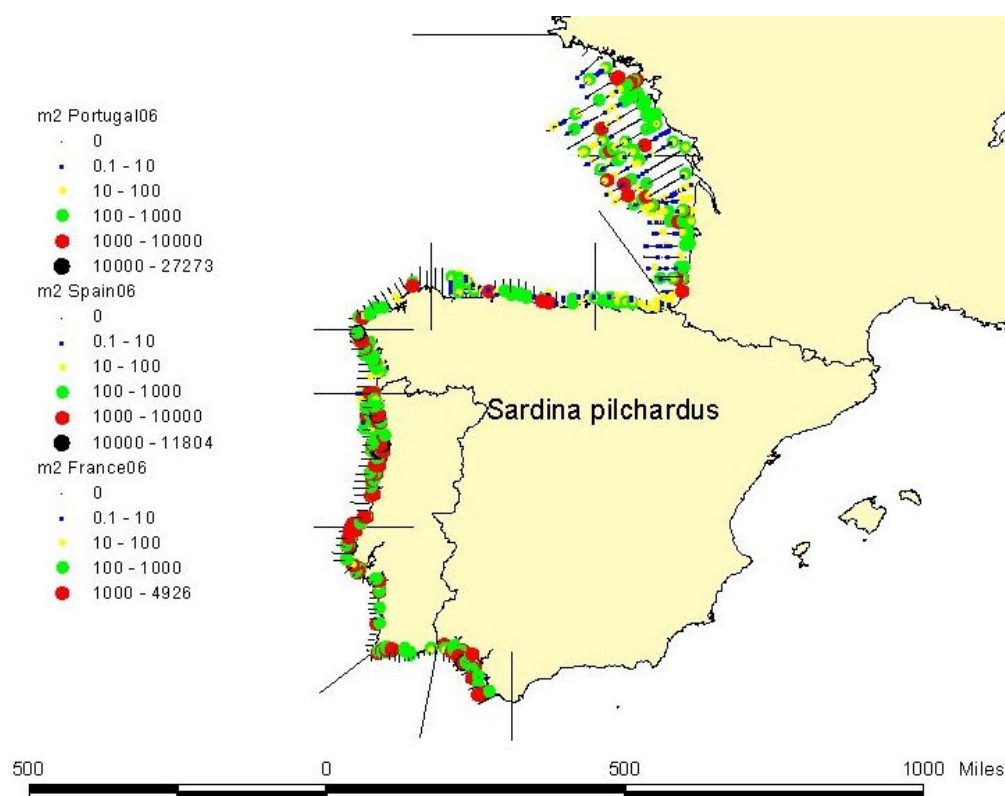 m2 Portugal06
0
0.1 - 10
10 - 100
100 - 1000
1000 - 10000
10000 - 27273
m2 Spain06
0
0.1 - 10
10 - 100
100 - 1000
1000 - 10000
10000 - 11804
m2 France06
0
0.1 - 10
10 - 100
100 - 1000
1000 - 4926
Sardina pilchardus
500 0 500 1000 Miles